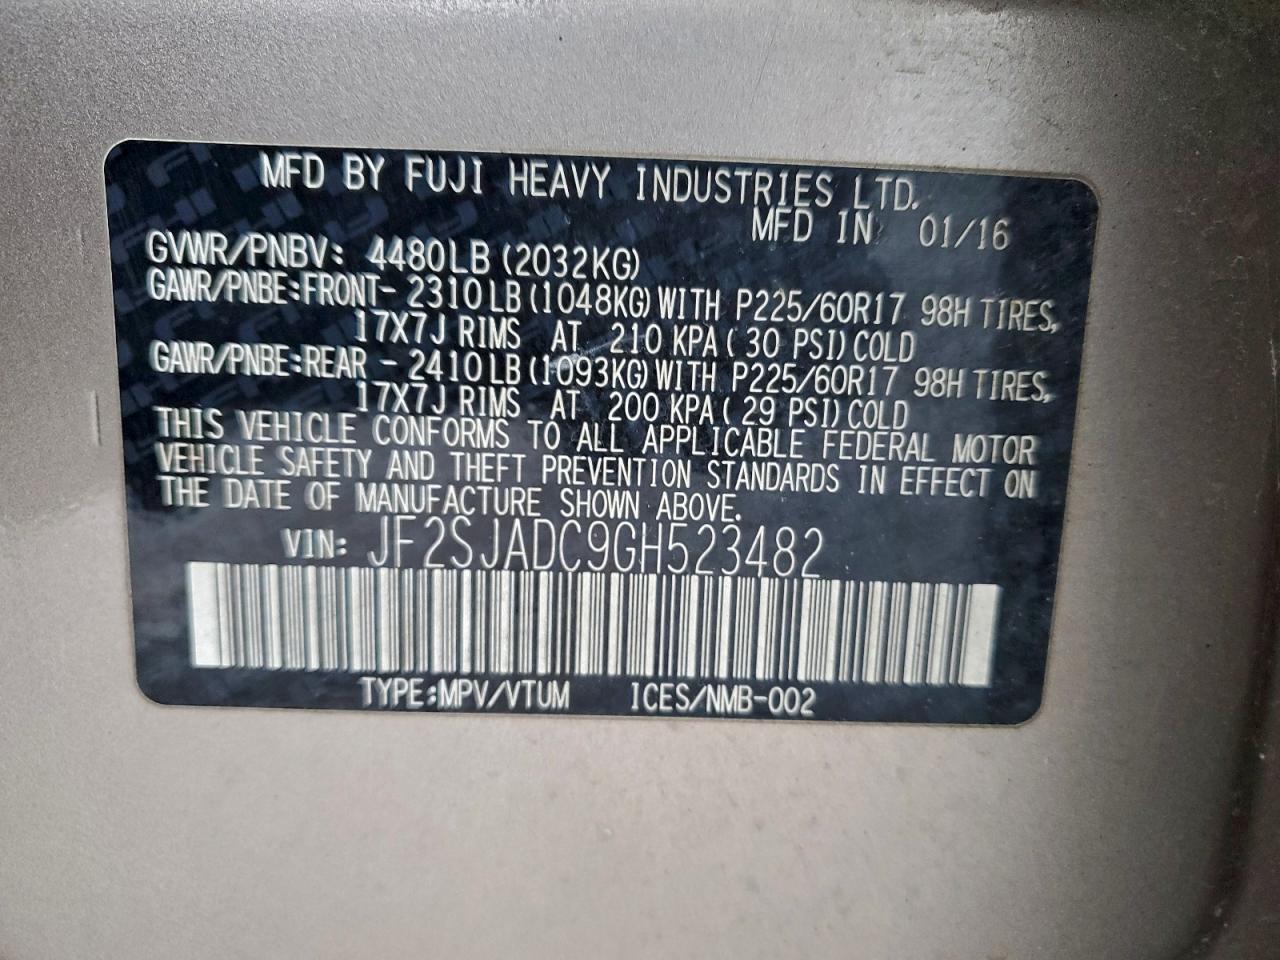 MFD BY FUJI HEAVY INDUSTRIES LTD.
MFD IN 01/16
GVWR/PNBV: 4480LB (2032KG)
GAWR/PNBE:FRONT- 2310LB(1048KG)WITH P225/60R17 98H TIRES,
17X7J RIMS AT 210 KPA( 30 PSI)COLD
GAWR/PNBE:REAR - 2410LB(1093KG)WITH P225/60R17 98H TIRES,
17X7J RIMS AT 200 KPA( 29 PSI)COLD
THIS VEHICLE CONFORMS TO ALL APPLICABLE FEDERAL MOTOR
VEHICLE SAFETY AND THEFT PREVENTION STANDARDS IN EFFECT ON
THE DATE OF MANUFACTURE SHOWN ABOVE.
VIN: JF2SJADC9GH523482
TYPE:MPV/VTUM ICES/NMB-002